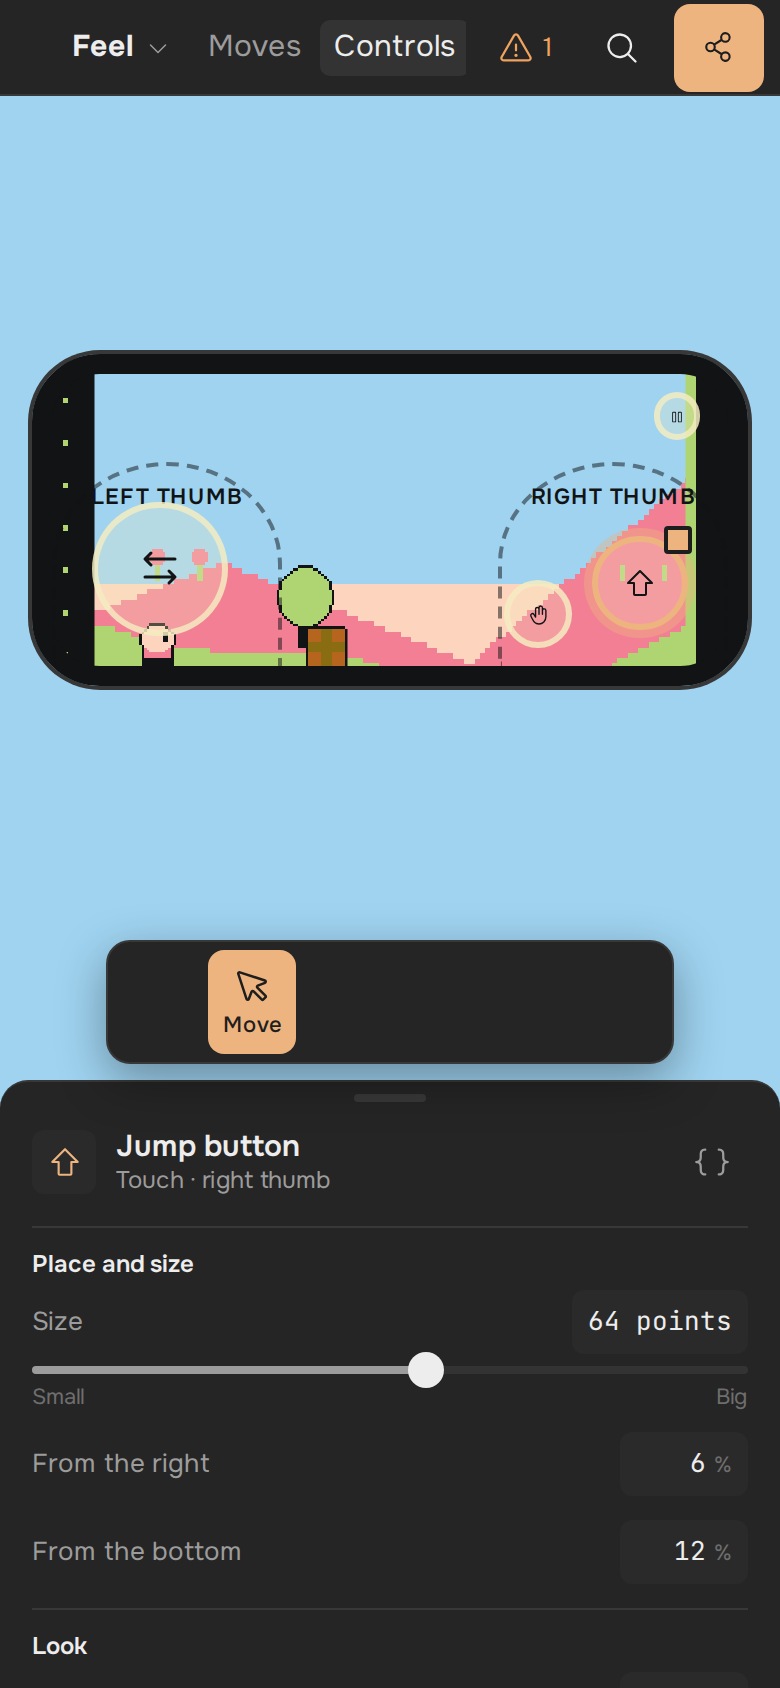 Feel Moves Controls 1
LEFT THUMB
RIGHT THUMB
Move
Jump button
Touch · right thumb
{ }
Place and size
Size 64 points
Small Big
From the right 6 %
From the bottom 12 %
Look